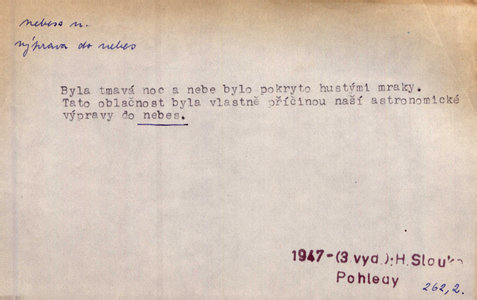 nebesa n.
výprava do nebes
Byla tmavá noc a nebe bylo pokryto hustými mraky.
Tato oblačnost byla vlastně příčinou naší astronomické
výpravy do nebes.
1947-(3.vyd.):H.Slouka
Pohledy
262,2.